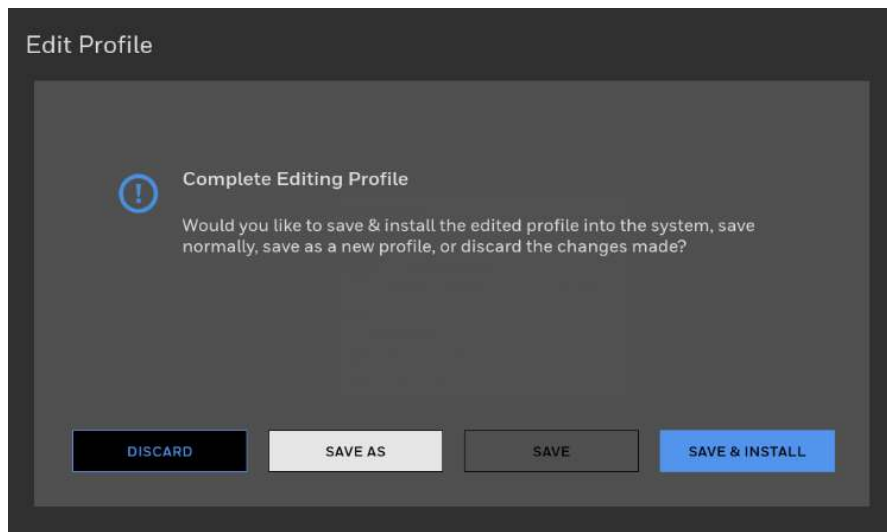 Edit Profile
Complete Editing Profile
Would you like to save & install the edited profile into the system, save
normally, save as a new profile, or discard the changes made?
DISCARD
SAVE AS
SAVE
SAVE & INSTALL